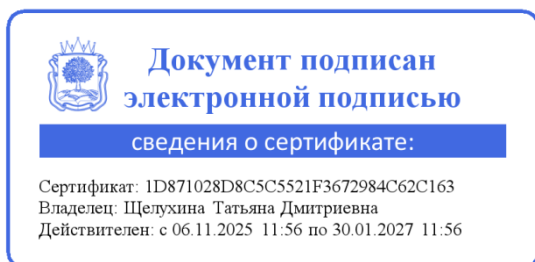 Документ подписан
электронной подписью
сведения о сертификате:
Сертификат: 1D871028D8C5C5521F3672984C62C163
Владелец: Щелухина Татьяна Дмитриевна
Действителен: с 06.11.2025 11:56 по 30.01.2027 11:56